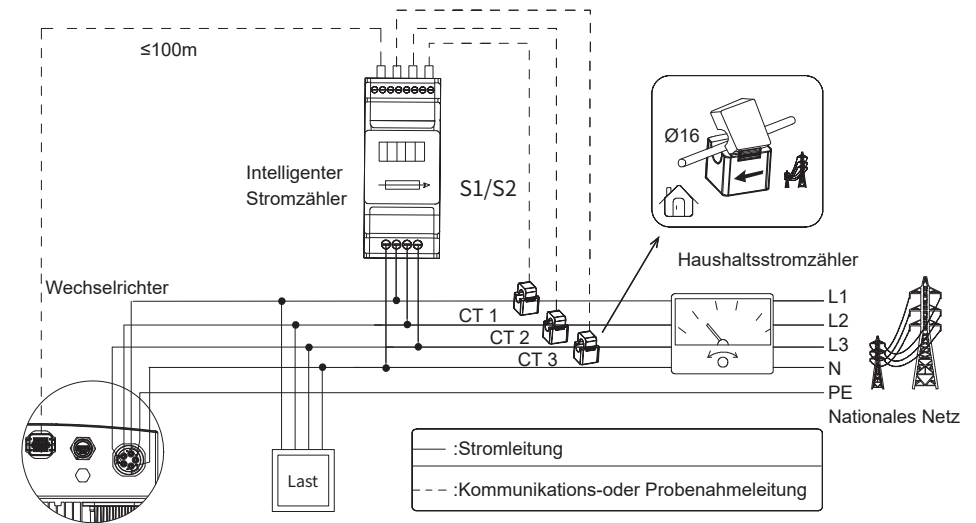 ≤100m
Ø16
Intelligenter
Stromzähler
S1/S2
Haushaltsstromzähler
Wechselrichter
L1
CT 1
L2
CT 2
L3
CT 3
N
PE
Nationales Netz
:Stromleitung
Last
:Kommunikations-oder Probenahmeleitung